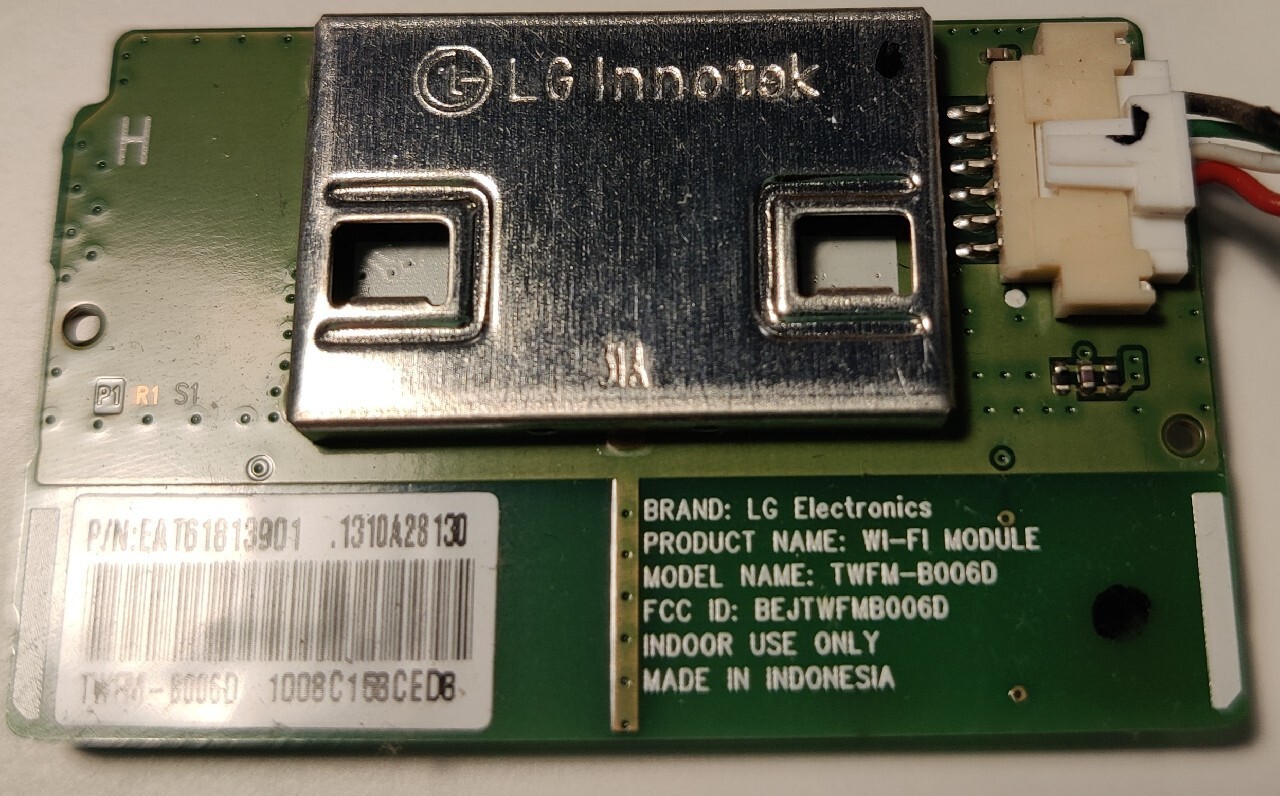 LG Innotek
H
P1 R1 S1
P/N:EAT61813901 .1310A28130
TWFM-B006D 1008C153CED8
BRAND: LG Electronics
PRODUCT NAME: WI-FI MODULE
MODEL NAME: TWFM-B006D
FCC ID: BEJTWFMB006D
INDOOR USE ONLY
MADE IN INDONESIA